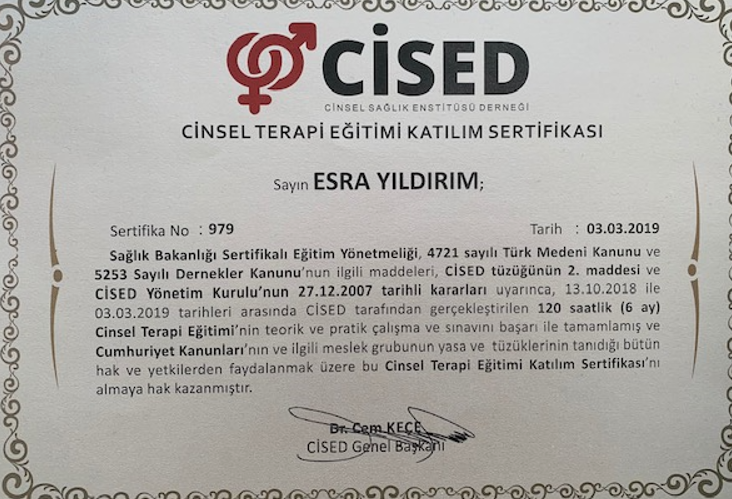 CİSED
CİNSEL SAĞLIK ENSTİTÜSÜ DERNEĞİ
CİNSEL TERAPİ EĞİTİMİ KATILIM SERTİFİKASI
Sayın ESRA YILDIRIM;
Sertifika No : 979 Tarih : 03.03.2019
Sağlık Bakanlığı Sertifikalı Eğitim Yönetmeliği, 4721 sayılı Türk Medeni Kanunu ve
5253 Sayılı Dernekler Kanunu'nun ilgili maddeleri, CİSED tüzüğünün 2. maddesi ve
CİSED Yönetim Kurulu'nun 27.12.2007 tarihli kararları uyarınca, 13.10.2018 ile
03.03.2019 tarihleri arasında CİSED tarafından gerçekleştirilen 120 saatlik (6 ay)
Cinsel Terapi Eğitimi'nin teorik ve pratik çalışma ve sınavını başarı ile tamamlamış ve
Cumhuriyet Kanunları'nın ve ilgili meslek grubunun yasa ve tüzüklerinin tanıdığı bütün
hak ve yetkilerden faydalanmak üzere bu Cinsel Terapi Eğitimi Katılım Sertifikası'nı
almaya hak kazanmıştır.
Dr. Cem KEÇE
CİSED Genel Başkanı